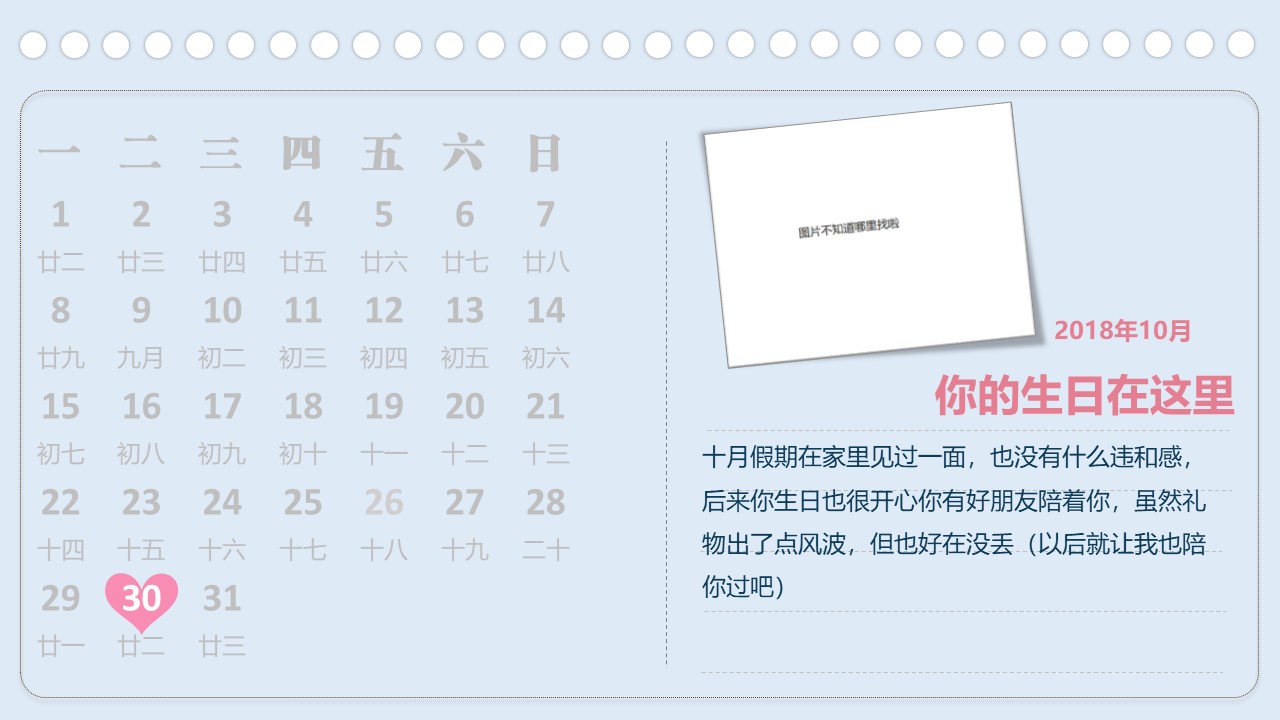 一 二 三 四 五 六 日
1 2 3 4 5 6 7
廿二 廿三 廿四 廿五 廿六 廿七 廿八
8 9 10 11 12 13 14
廿九 九月 初二 初三 初四 初五 初六
15 16 17 18 19 20 21
初七 初八 初九 初十 十一 十二 十三
22 23 24 25 26 27 28
十四 十五 十六 十七 十八 十九 二十
29 30 31
廿一 廿二 廿三
图片不知道哪里找啦
2018年10月
你的生日在这里
十月假期在家里见过一面，也没有什么违和感，
后来你生日也很开心你有好朋友陪着你，虽然礼
物出了点风波，但也好在没丢（以后就让我也陪
你过吧）